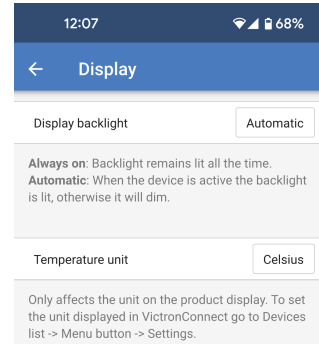 12:07
68%
Display
Display backlight
Automatic
Always on: Backlight remains lit all the time.
Automatic: When the device is active the backlight
is lit, otherwise it will dim.
Temperature unit
Celsius
Only affects the unit on the product display. To set
the unit displayed in VictronConnect go to Devices
list -> Menu button -> Settings.